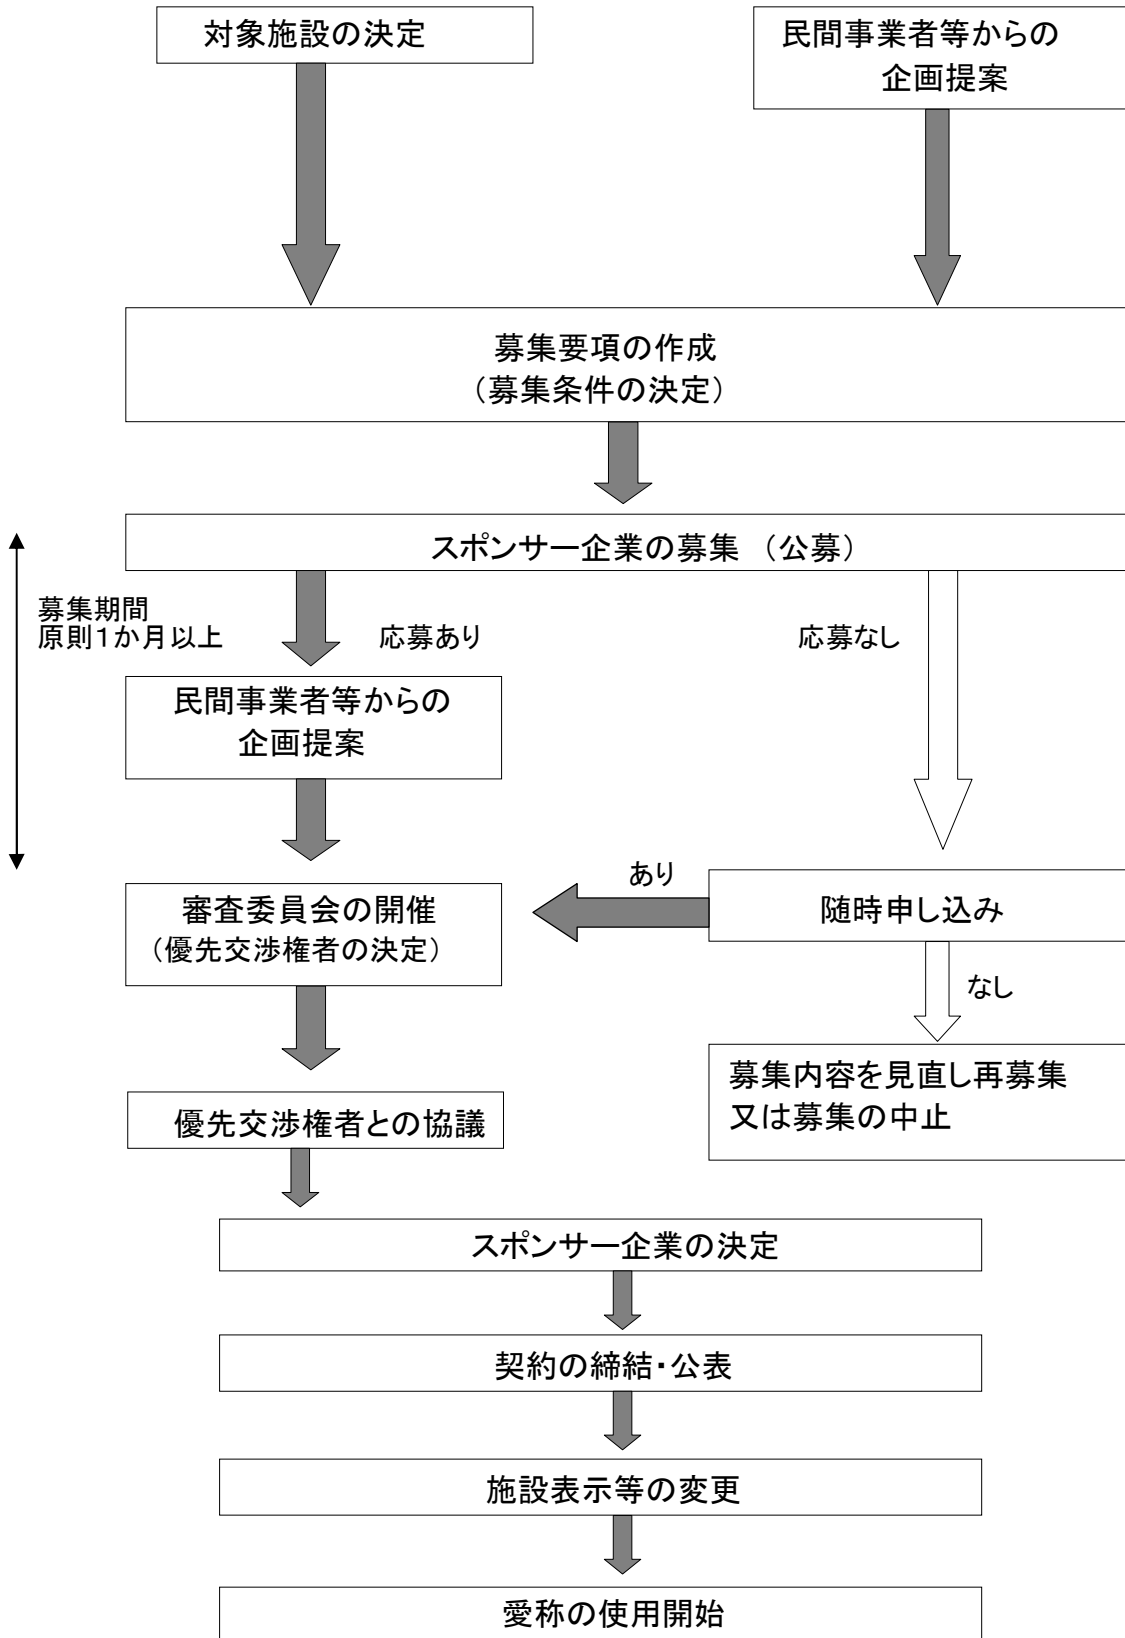 対象施設の決定
民間事業者等からの
企画提案
募集要項の作成
（募集条件の決定）
スポンサー企業の募集　（公募）
募集期間
原則１か月以上
応募あり
応募なし
民間事業者等からの
企画提案
あり
審査委員会の開催
（優先交渉権者の決定）
随時申し込み
なし
募集内容を見直し再募集
又は募集の中止
優先交渉権者との協議
スポンサー企業の決定
契約の締結・公表
施設表示等の変更
愛称の使用開始